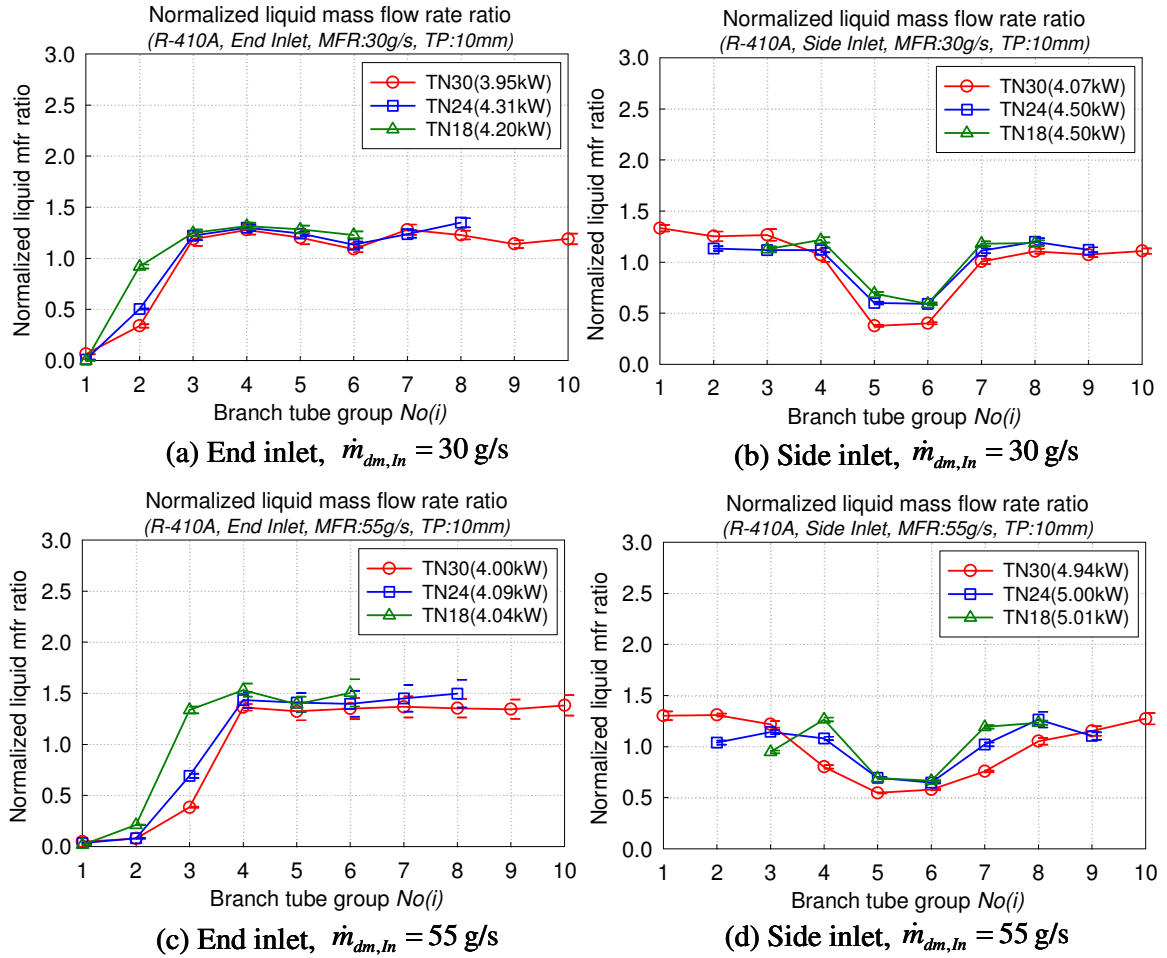 Normalized liquid mass flow rate ratio
(R-410A, End Inlet, MFR:30g/s, TP:10mm)
Normalized liquid mfr ratio
3.0
2.5
2.0
1.5
1.0
0.5
0.0
TN30(3.95kW)
TN24(4.31kW)
TN18(4.20kW)
1 2 3 4 5 6 7 8 9 10
Branch tube group No(i)
(a) End inlet, ṁdm,In = 30 g/s
Normalized liquid mass flow rate ratio
(R-410A, Side Inlet, MFR:30g/s, TP:10mm)
Normalized liquid mfr ratio
3.0
2.5
2.0
1.5
1.0
0.5
0.0
TN30(4.07kW)
TN24(4.50kW)
TN18(4.50kW)
1 2 3 4 5 6 7 8 9 10
Branch tube group No(i)
(b) Side inlet, ṁdm,In = 30 g/s
Normalized liquid mass flow rate ratio
(R-410A, End Inlet, MFR:55g/s, TP:10mm)
Normalized liquid mfr ratio
3.0
2.5
2.0
1.5
1.0
0.5
0.0
TN30(4.00kW)
TN24(4.09kW)
TN18(4.04kW)
1 2 3 4 5 6 7 8 9 10
Branch tube group No(i)
(c) End inlet, ṁdm,In = 55 g/s
Normalized liquid mass flow rate ratio
(R-410A, Side Inlet, MFR:55g/s, TP:10mm)
Normalized liquid mfr ratio
3.0
2.5
2.0
1.5
1.0
0.5
0.0
TN30(4.94kW)
TN24(5.00kW)
TN18(5.01kW)
1 2 3 4 5 6 7 8 9 10
Branch tube group No(i)
(d) Side inlet, ṁdm,In = 55 g/s